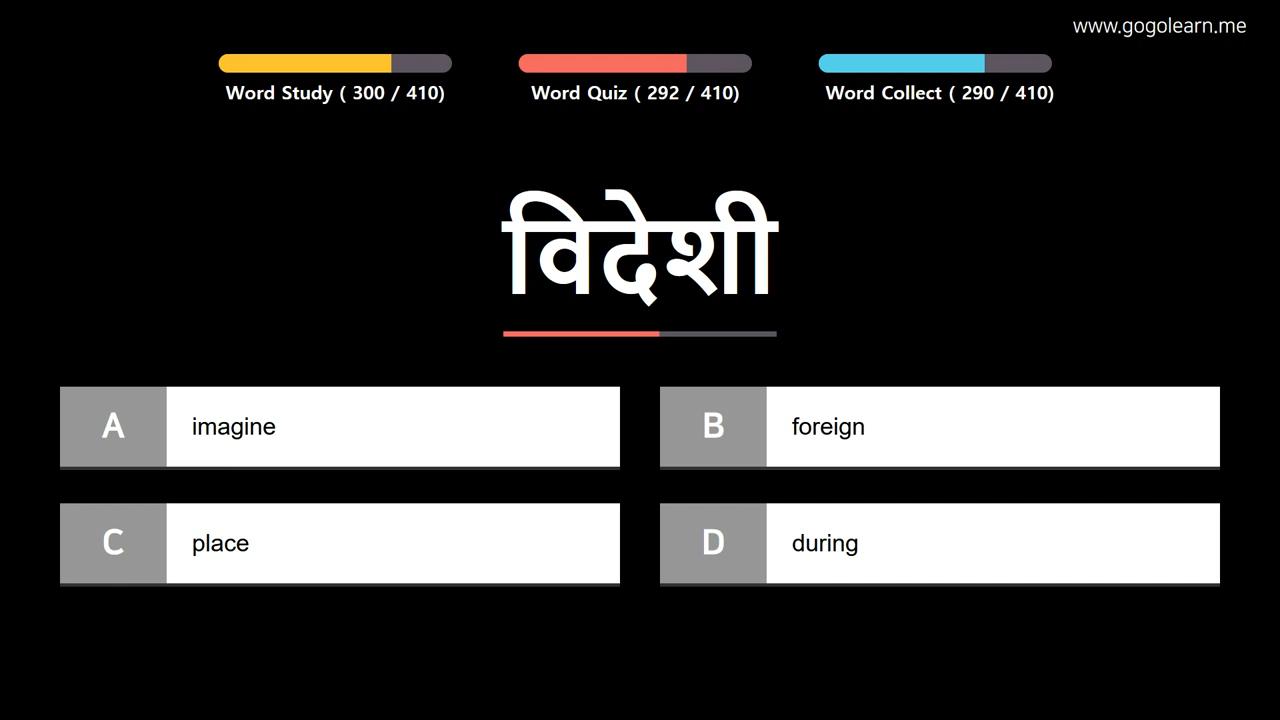 www.gogolearn.me
Word Study ( 300 / 410)
Word Quiz ( 292 / 410)
Word Collect ( 290 / 410)
विदेशी
A imagine
B foreign
C place
D during